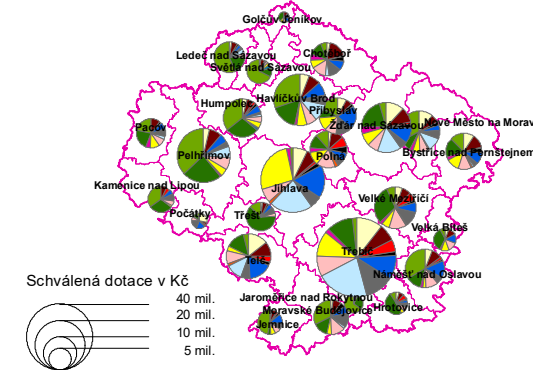 Golčův Jeníkov
Ledeč nad Sázavou
Chotěboř
Světlá nad Sázavou
Havlíčkův Brod
Humpolec
Přibyslav
Pacov
Žďár nad Sázavou
Nové Město na Morav
Pelhřimov
Polná
Bystřice nad Pernštejnem
Kamenice nad Lipou
Jihlava
Velké Meziříčí
Počátky
Třešť
Velká Bíteš
Telč
Třebíč
Náměšť nad Oslavou
Schválená dotace v Kč
40 mil.
20 mil.
10 mil.
5 mil.
Jaroměřice nad Rokytnou
Hrotovice
Moravské Budějovice
Jemnice